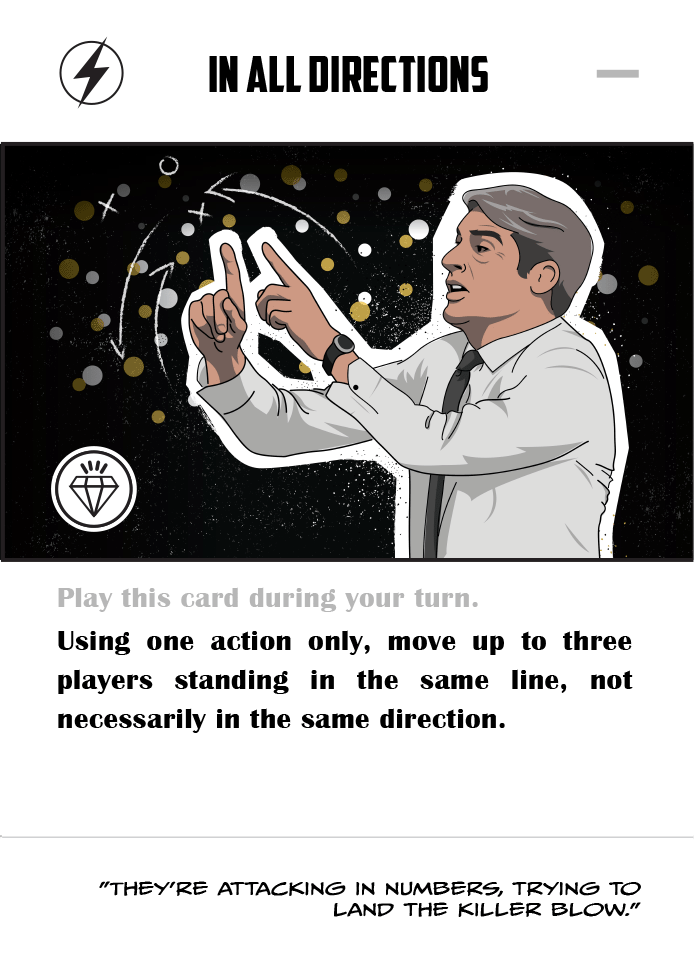 IN ALL DIRECTIONS
Play this card during your turn.
Using one action only, move up to three
players standing in the same line, not
necessarily in the same direction.
"THEY'RE ATTACKING IN NUMBERS, TRYING TO
LAND THE KILLER BLOW."